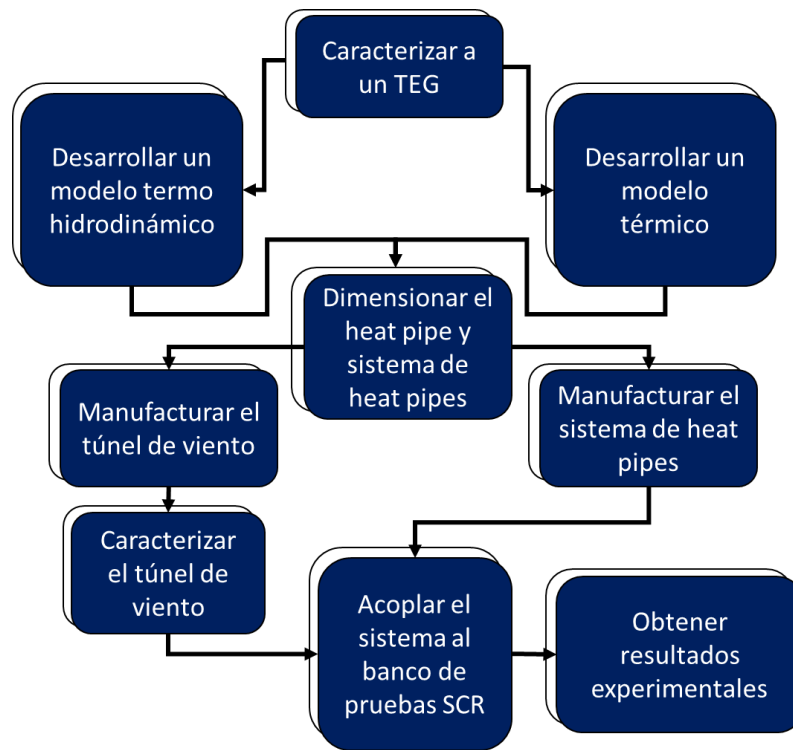 Caracterizar a
un TEG
Desarrollar un
modelo termo
hidrodinámico
Desarrollar un
modelo
térmico
Dimensionar el
heat pipe y
sistema de
heat pipes
Manufacturar el
túnel de viento
Manufacturar el
sistema de heat
pipes
Caracterizar
el túnel de
viento
Acoplar el
sistema al
banco de
pruebas SCR
Obtener
resultados
experimentales